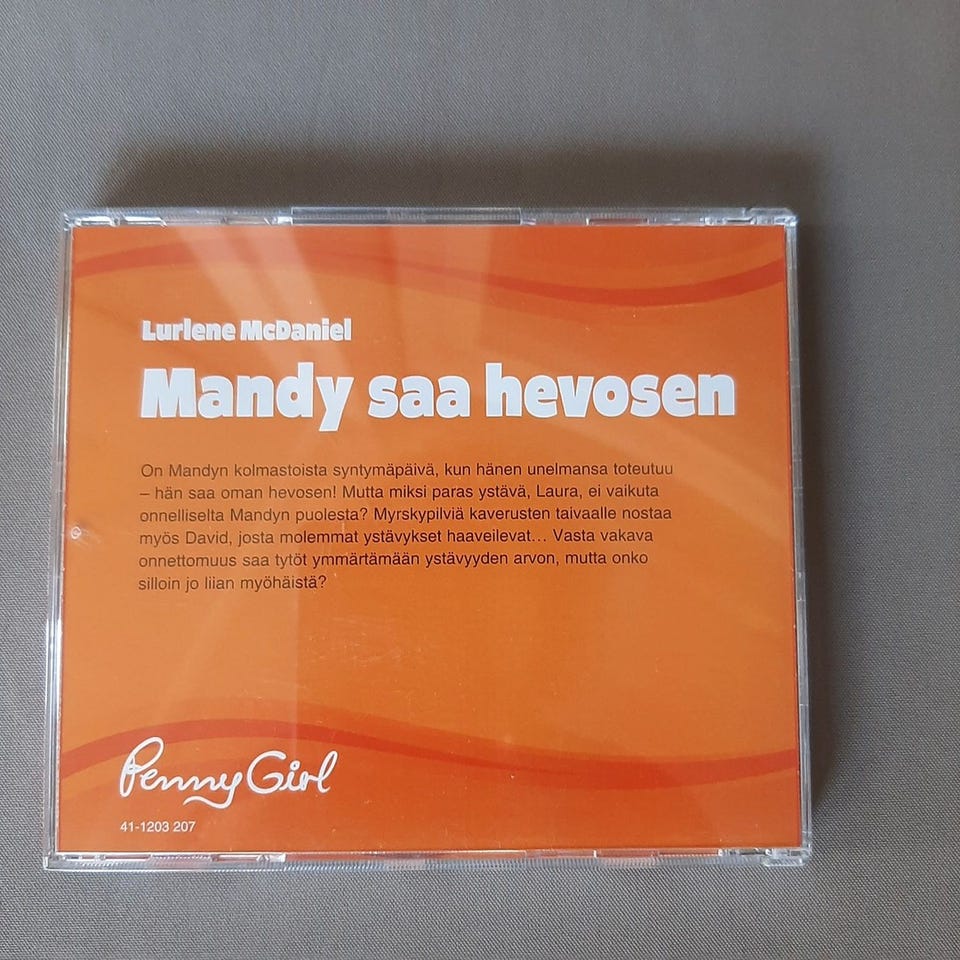 Lurlene McDaniel
Mandy saa hevosen
On Mandyn kolmastoista syntymäpäivä, kun hänen unelmansa toteutuu
– hän saa oman hevosen! Mutta miksi paras ystävä, Laura, ei vaikuta
onnelliselta Mandyn puolesta? Myrskypilviä kaverusten taivaalle nostaa
myös David, josta molemmat ystävykset haaveilevat... Vasta vakava
onnettomuus saa tytöt ymmärtämään ystävyyden arvon, mutta onko
silloin jo liian myöhäistä?
Penny Girl
41-1203 207